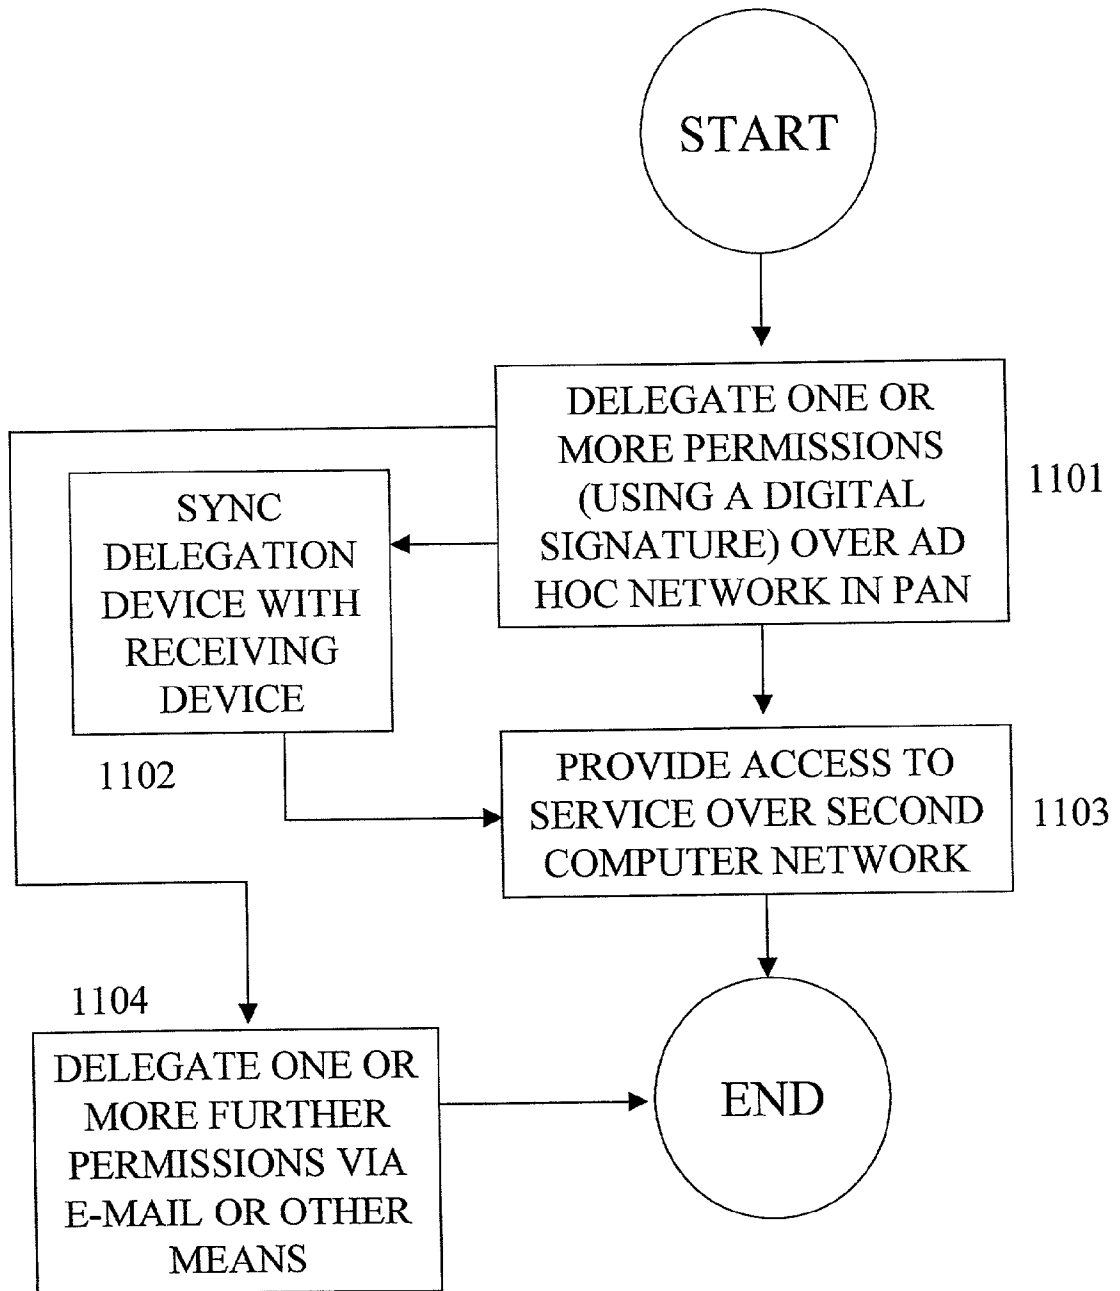 START
DELEGATE ONE OR
MORE PERMISSIONS
(USING A DIGITAL
SIGNATURE) OVER AD
HOC NETWORK IN PAN
1101
SYNC
DELEGATION
DEVICE WITH
RECEIVING
DEVICE
1102
PROVIDE ACCESS TO
SERVICE OVER SECOND
COMPUTER NETWORK
1103
1104
DELEGATE ONE OR
MORE FURTHER
PERMISSIONS VIA
E-MAIL OR OTHER
MEANS
END